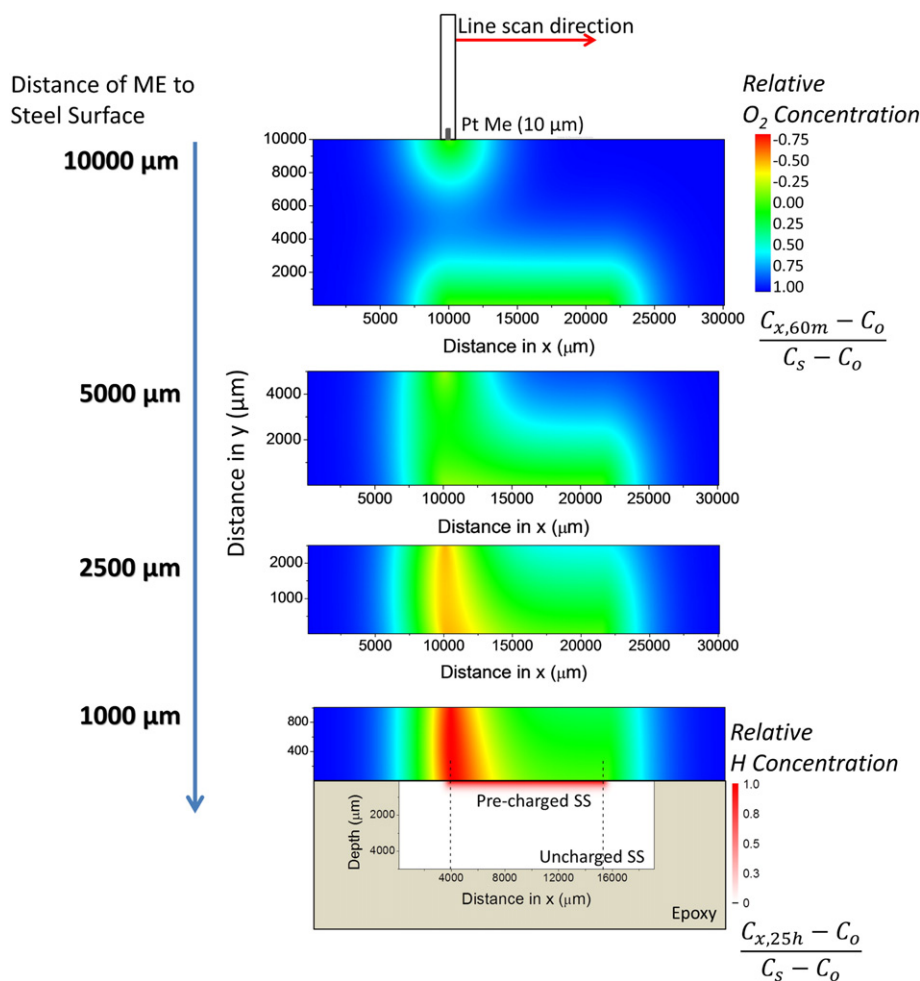 Line scan direction
Distance of ME to
Steel Surface
Relative
O2 Concentration
Pt Me (10 µm)
10000 µm
10000
8000
6000
4000
2000
-0.75
-0.50
-0.25
0.00
0.25
0.50
0.75
1.00
5000 10000 15000 20000 25000 30000
Distance in x (µm)
Cx,60m − Co
Cs − Co
5000 µm
4000
2000
5000 10000 15000 20000 25000 30000
Distance in x (µm)
Distance in y (µm)
2500 µm
2000
1000
5000 10000 15000 20000 25000 30000
Distance in x (µm)
1000 µm
800
400
Relative
H Concentration
Pre-charged SS
Depth (µm)
2000
4000
Uncharged SS
4000 8000 12000 16000
Distance in x (µm)
Epoxy
1.0
0.8
0.5
0.3
0
Cx,25h − Co
Cs − Co